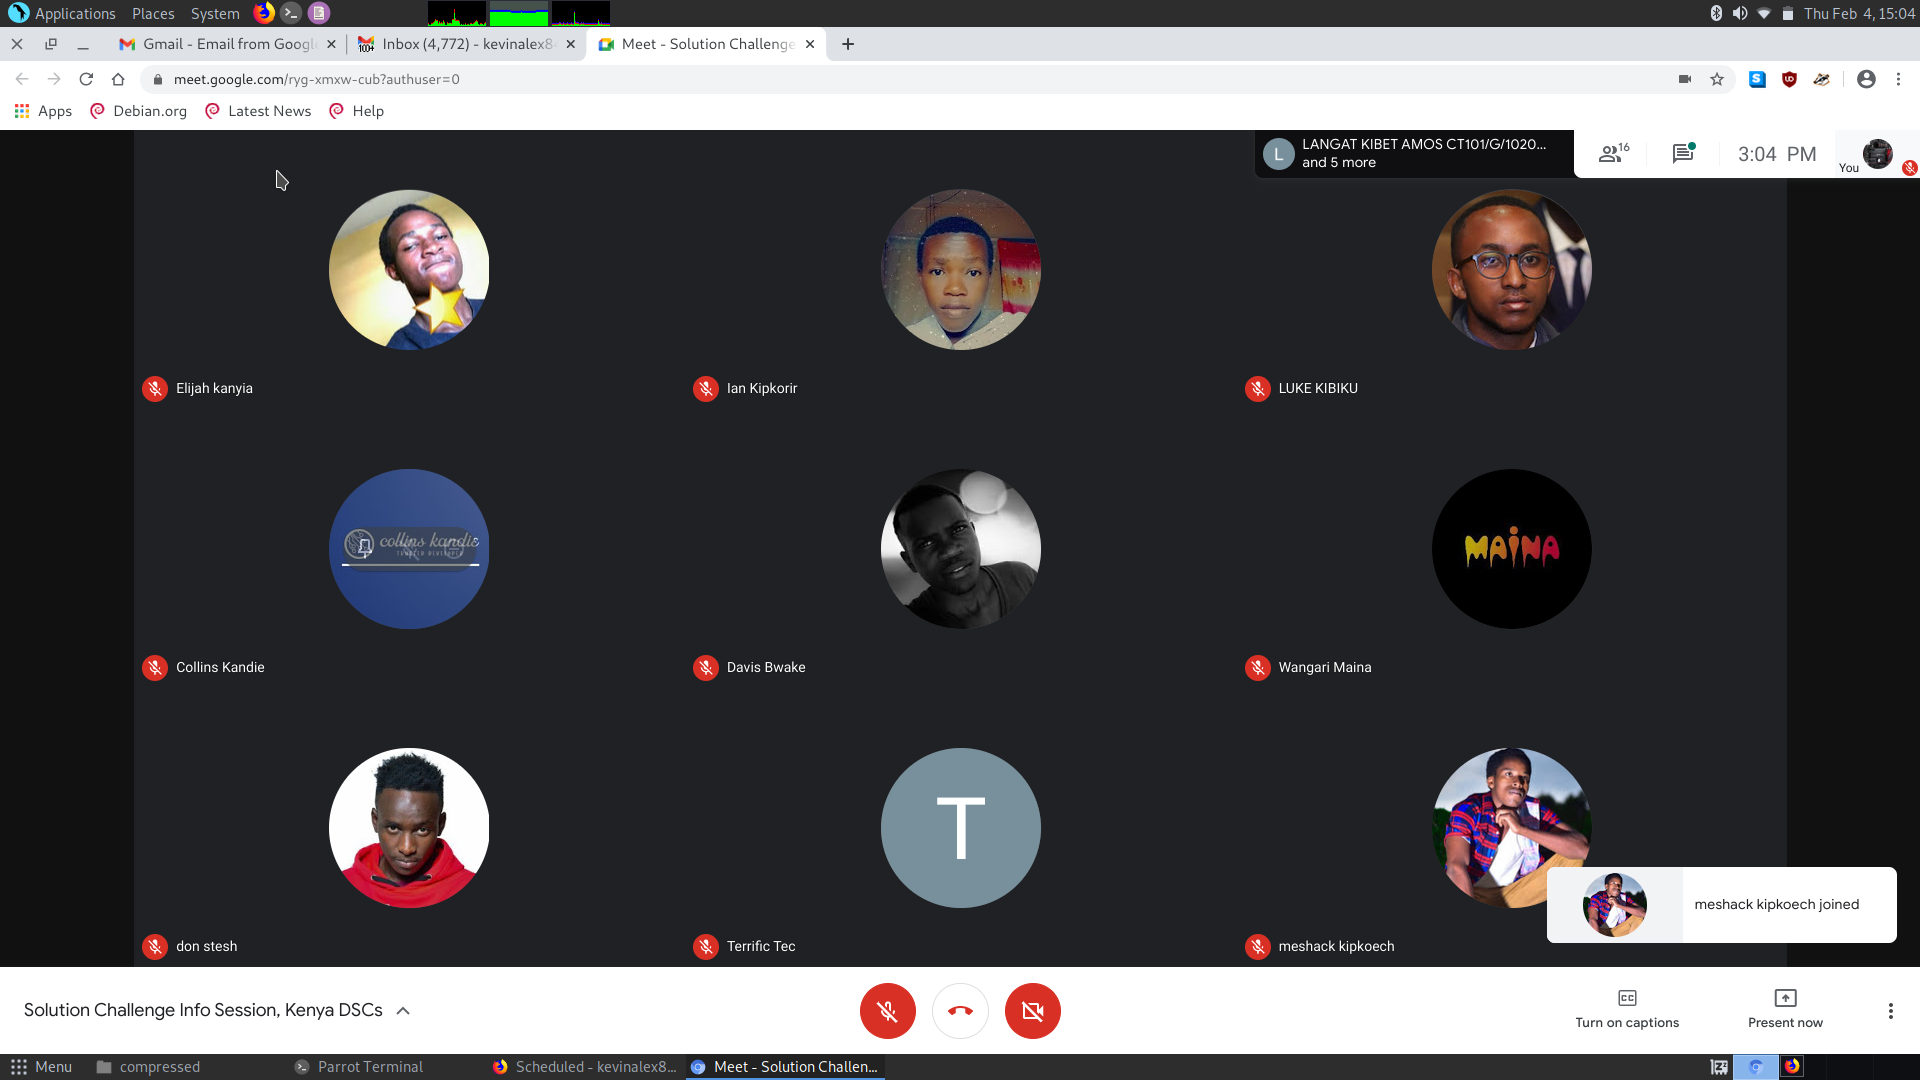 Applications Places System Thu Feb 4, 15:04
Gmail - Email from Googl Inbox (4,772) - kevinalex8 Meet - Solution Challenge
meet.google.com/ryg-xmxw-cub?authuser=0
Apps Debian.org Latest News Help
L LANGAT KIBET AMOS CT101/G/1020...
and 5 more
16
3:04 PM
You
Elijah kanyia
Ian Kipkorir
LUKE KIBIKU
collins kandie
MAINA
Collins Kandie
Davis Bwake
Wangari Maina
T
don stesh
Terrific Tec
meshack kipkoech
meshack kipkoech joined
Solution Challenge Info Session, Kenya DSCs
Turn on captions
Present now
Menu compressed Parrot Terminal Scheduled - kevinalex8... Meet - Solution Challen...